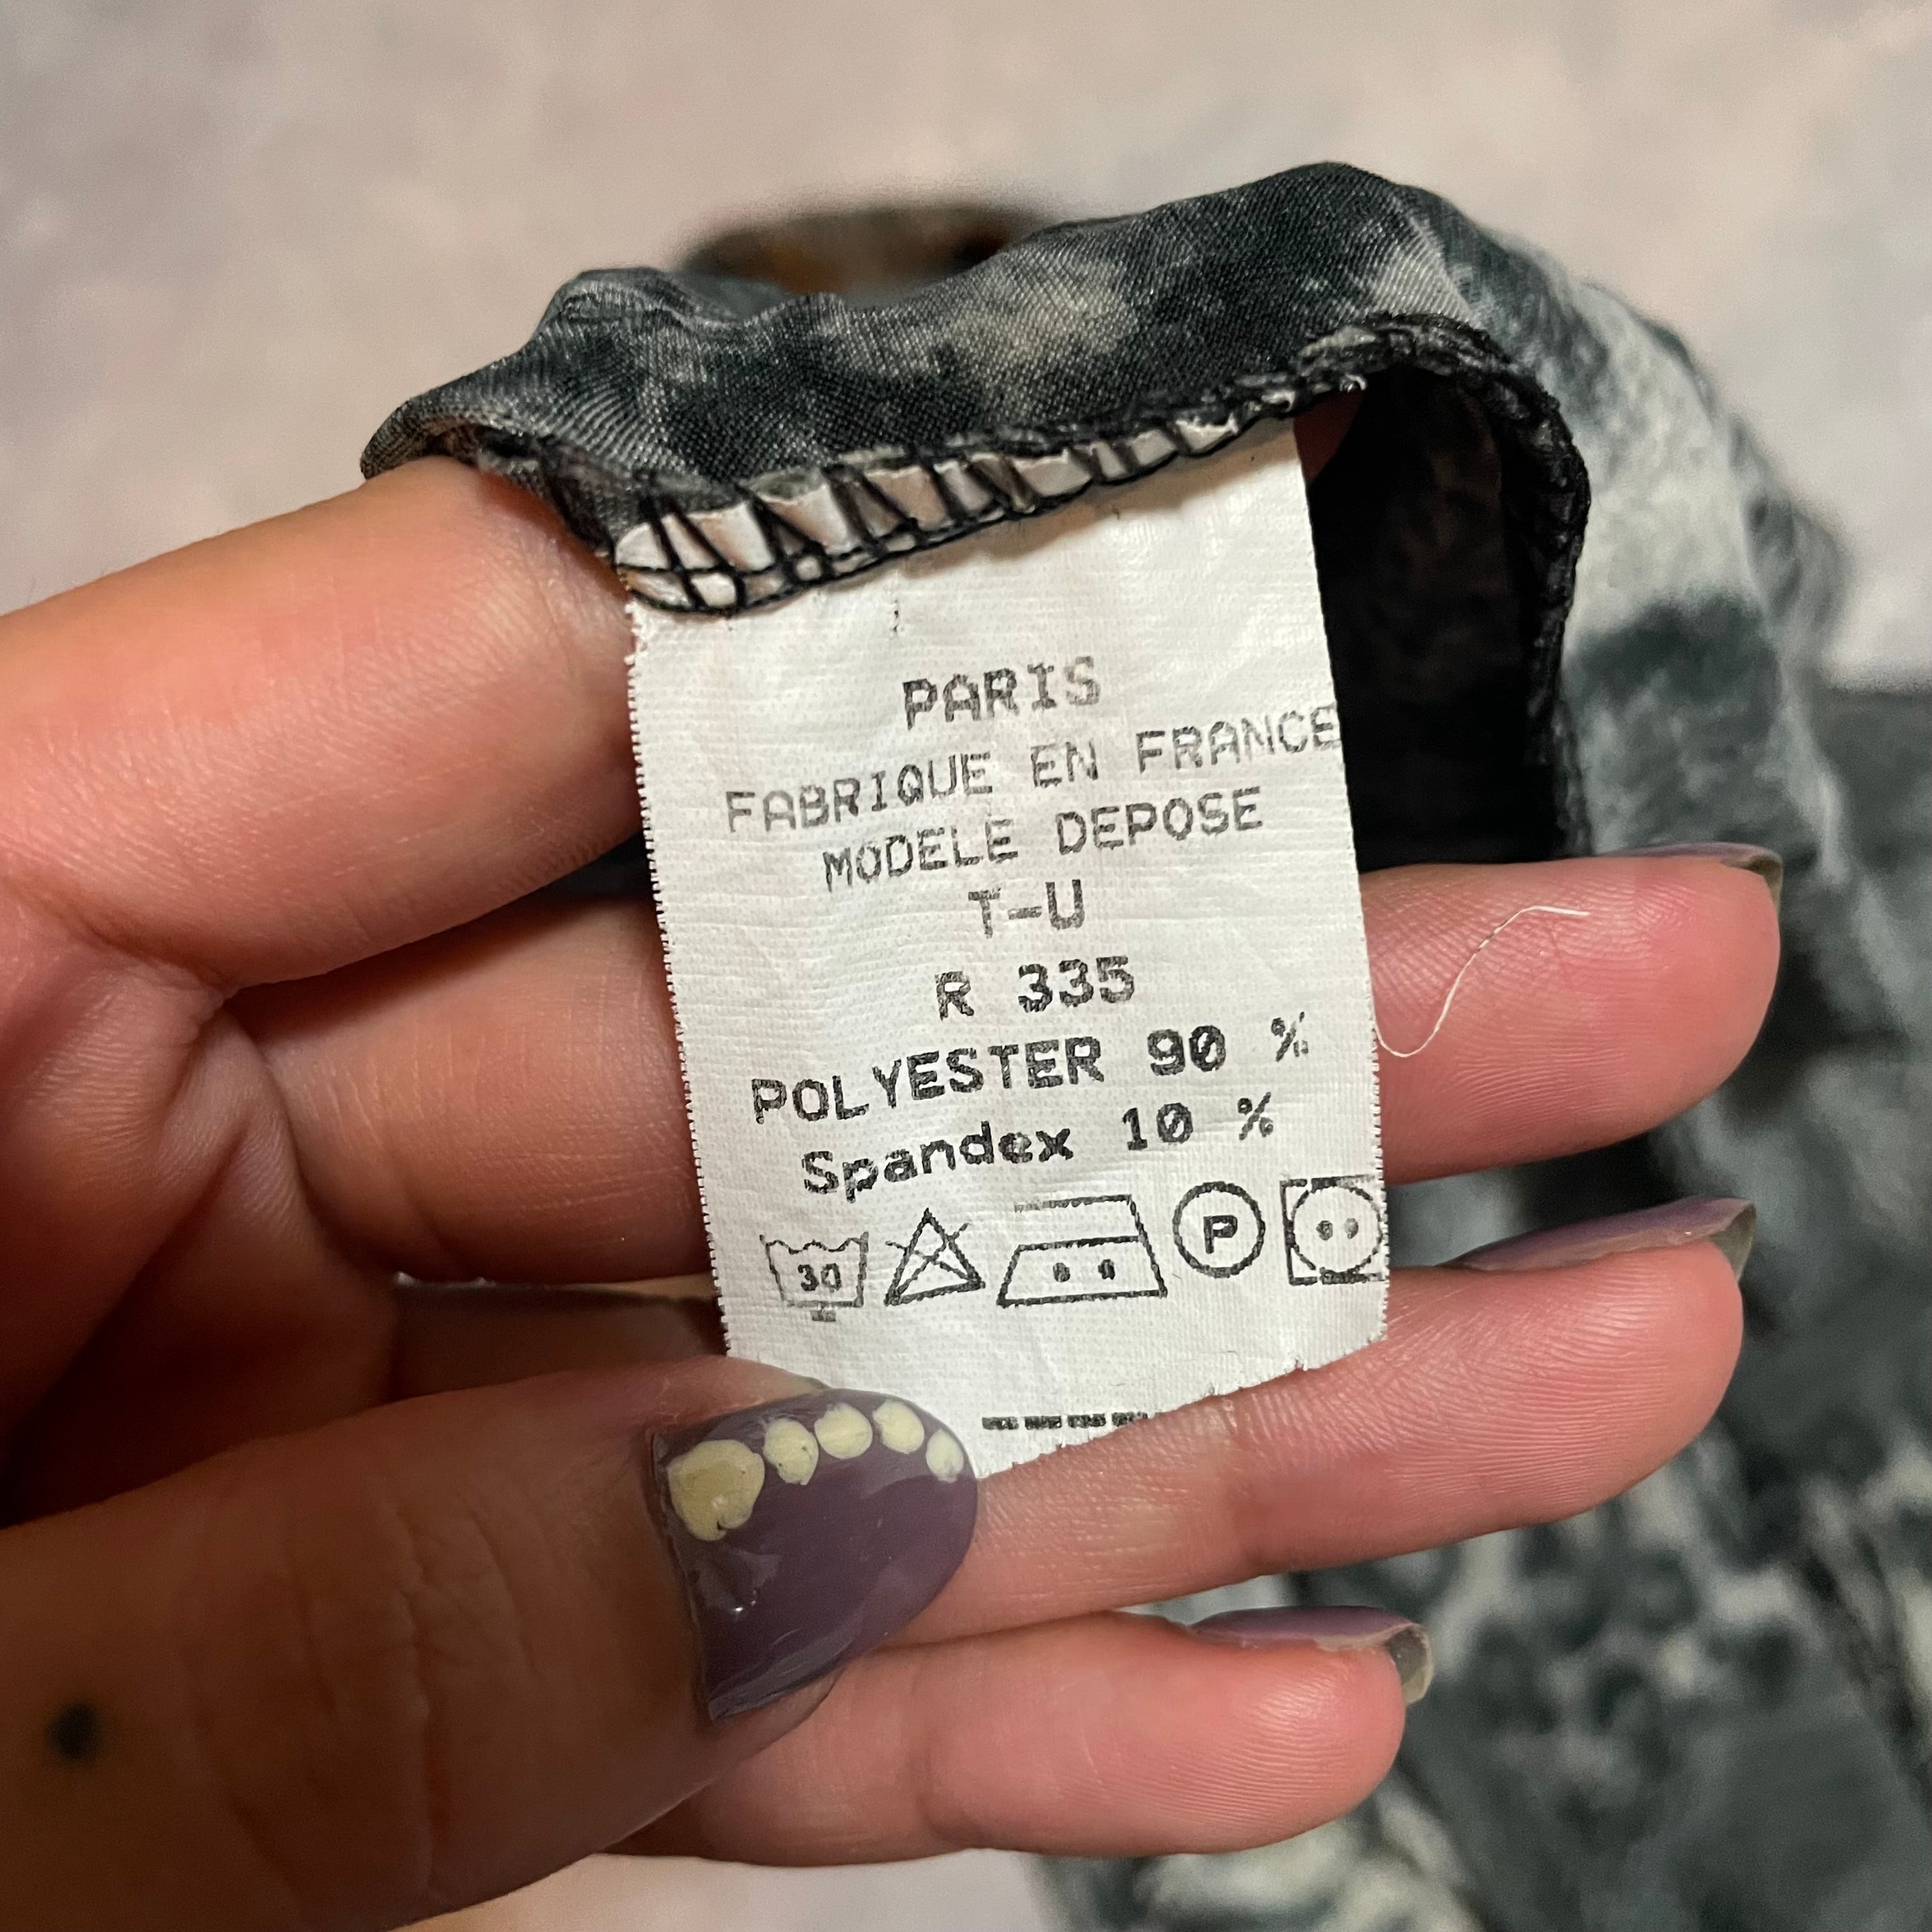 PARIS
FABRIQUE EN FRANCE
MODELE DEPOSE
T-U
R 335
POLYESTER 90 %
Spandex 10 %
30 P